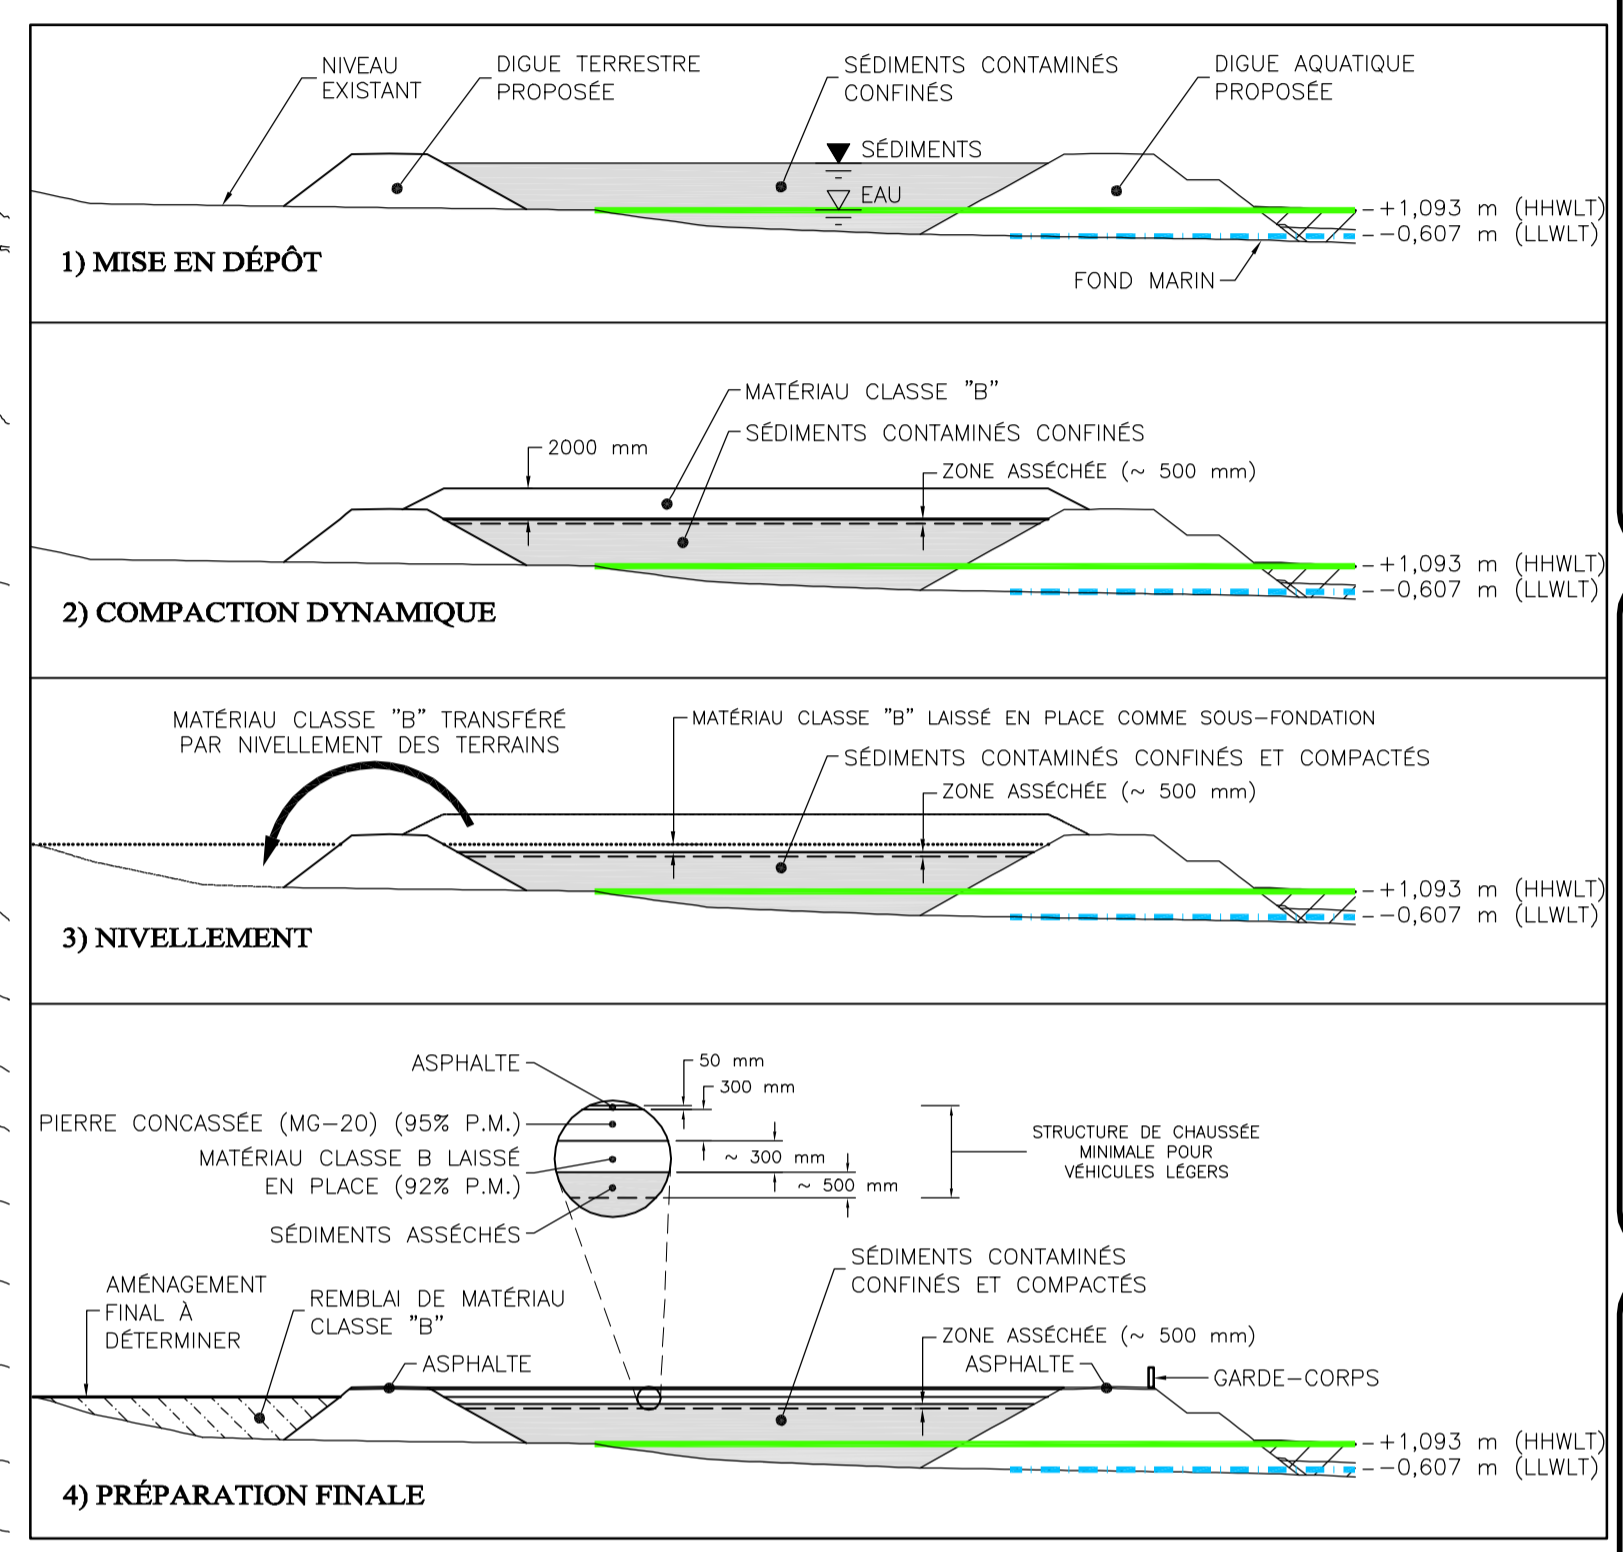 NIVEAU
EXISTANT
DIGUE TERRESTRE
PROPOSÉE
SÉDIMENTS CONTAMINÉS
CONFINÉS
DIGUE AQUATIQUE
PROPOSÉE
SÉDIMENTS
EAU
+1,093 m (HHWLT)
-0,607 m (LLWLT)
FOND MARIN
1) MISE EN DÉPÔT
MATÉRIAU CLASSE "B"
SÉDIMENTS CONTAMINÉS CONFINÉS
2000 mm
ZONE ASSÉCHÉE (~ 500 mm)
+1,093 m (HHWLT)
-0,607 m (LLWLT)
2) COMPACTION DYNAMIQUE
MATÉRIAU CLASSE "B" TRANSFÉRÉ
PAR NIVELLEMENT DES TERRAINS
MATÉRIAU CLASSE "B" LAISSÉ EN PLACE COMME SOUS-FONDATION
SÉDIMENTS CONTAMINÉS CONFINÉS ET COMPACTÉS
ZONE ASSÉCHÉE (~ 500 mm)
+1,093 m (HHWLT)
-0,607 m (LLWLT)
3) NIVELLEMENT
ASPHALTE
50 mm
300 mm
PIERRE CONCASSÉE (MG-20) (95% P.M.)
MATÉRIAU CLASSE B LAISSÉ
EN PLACE (92% P.M.)
~ 300 mm
~ 500 mm
STRUCTURE DE CHAUSSÉE
MINIMALE POUR
VÉHICULES LÉGERS
SÉDIMENTS ASSÉCHÉS
SÉDIMENTS CONTAMINÉS
CONFINÉS ET COMPACTÉS
AMÉNAGEMENT
FINAL À
DÉTERMINER
REMBLAI DE MATÉRIAU
CLASSE "B"
ASPHALTE
ZONE ASSÉCHÉE (~ 500 mm)
ASPHALTE
GARDE-CORPS
+1,093 m (HHWLT)
-0,607 m (LLWLT)
4) PRÉPARATION FINALE